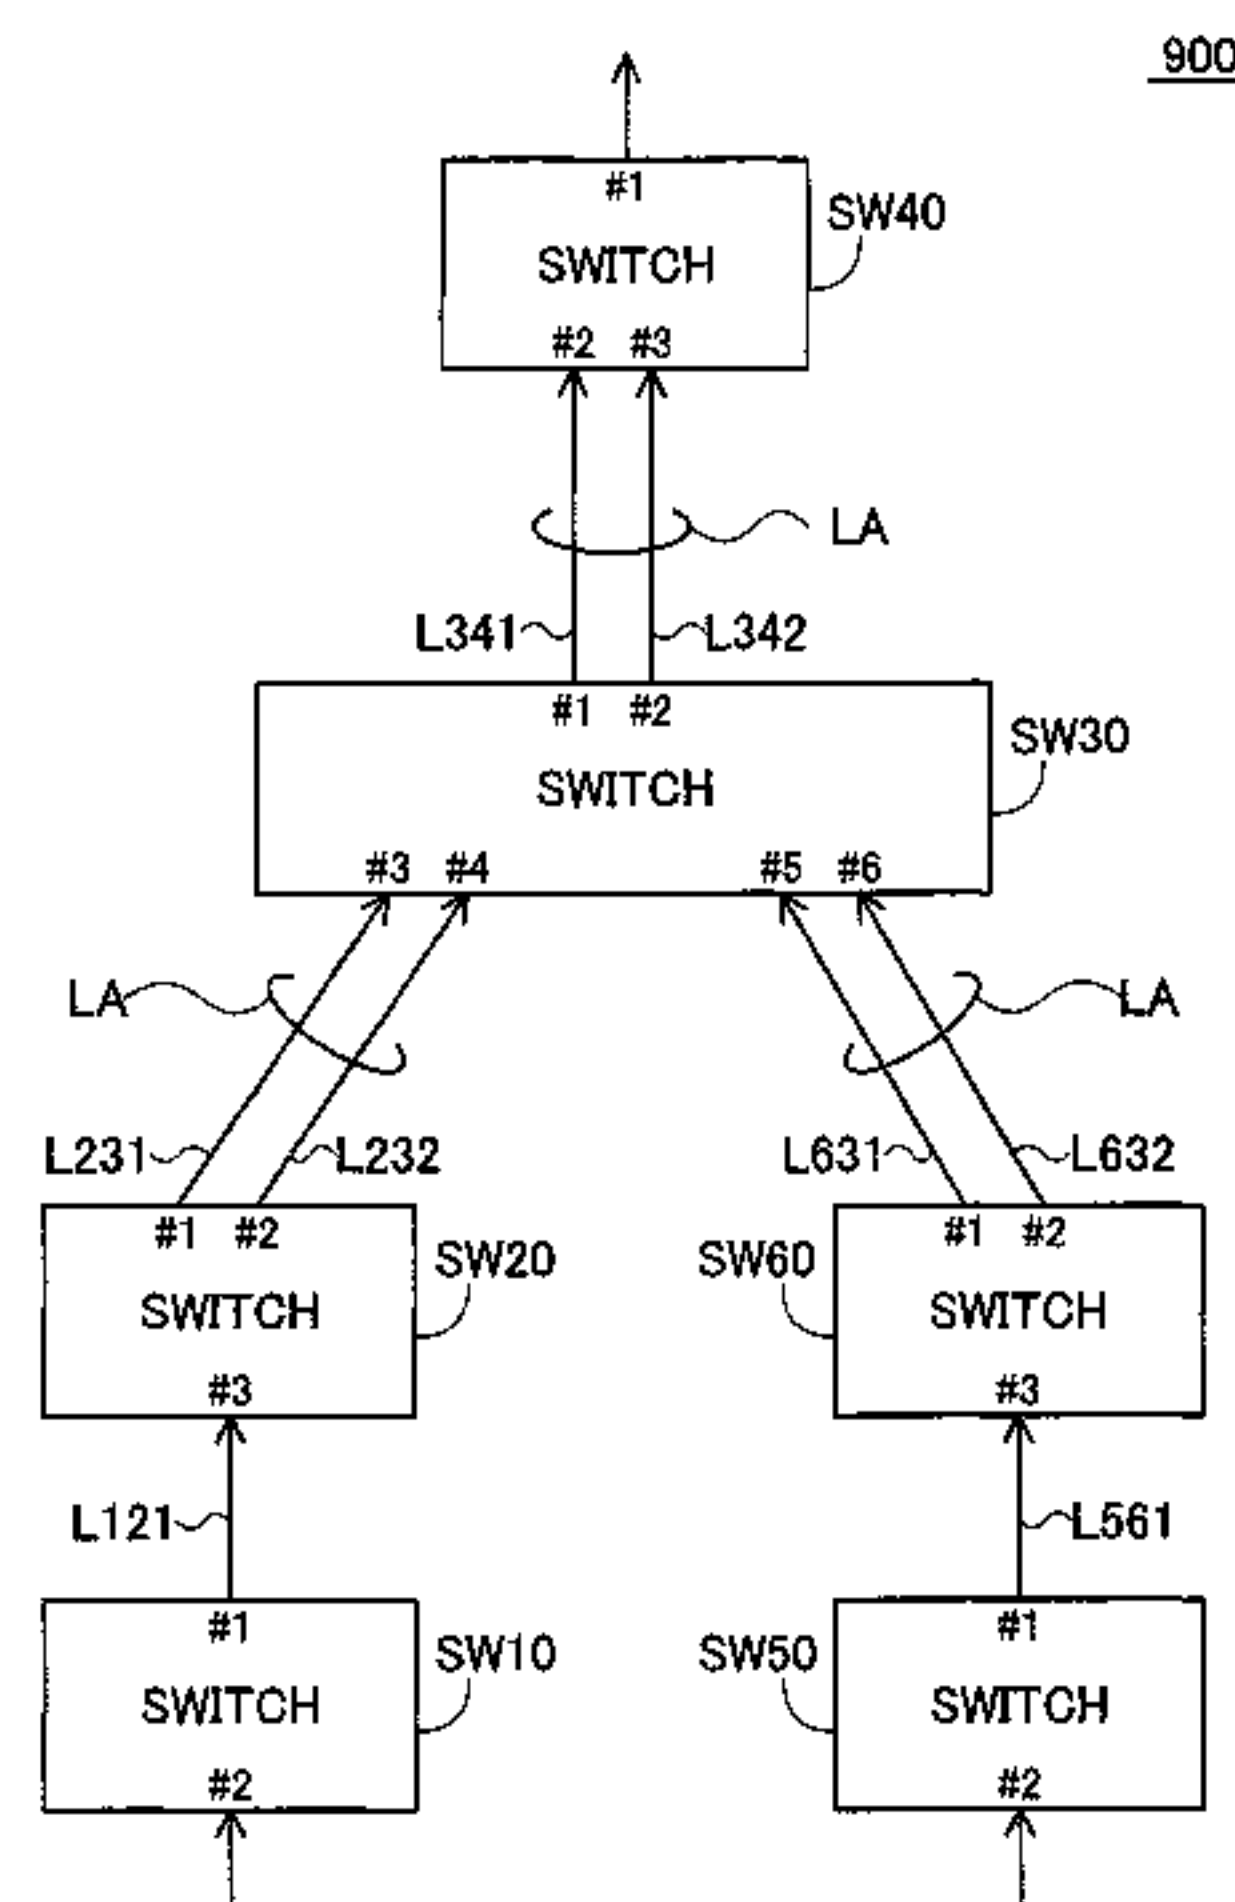 900
#1
SW40
SWITCH
#2 #3
LA
L341 L342
#1 #2
SW30
SWITCH
#3 #4 #5 #6
LA LA
L231 L232 L631 L632
#1 #2 #1 #2
SW20 SW60
SWITCH SWITCH
#3 #3
L121 L561
#1 #1
SW10 SW50
SWITCH SWITCH
#2 #2